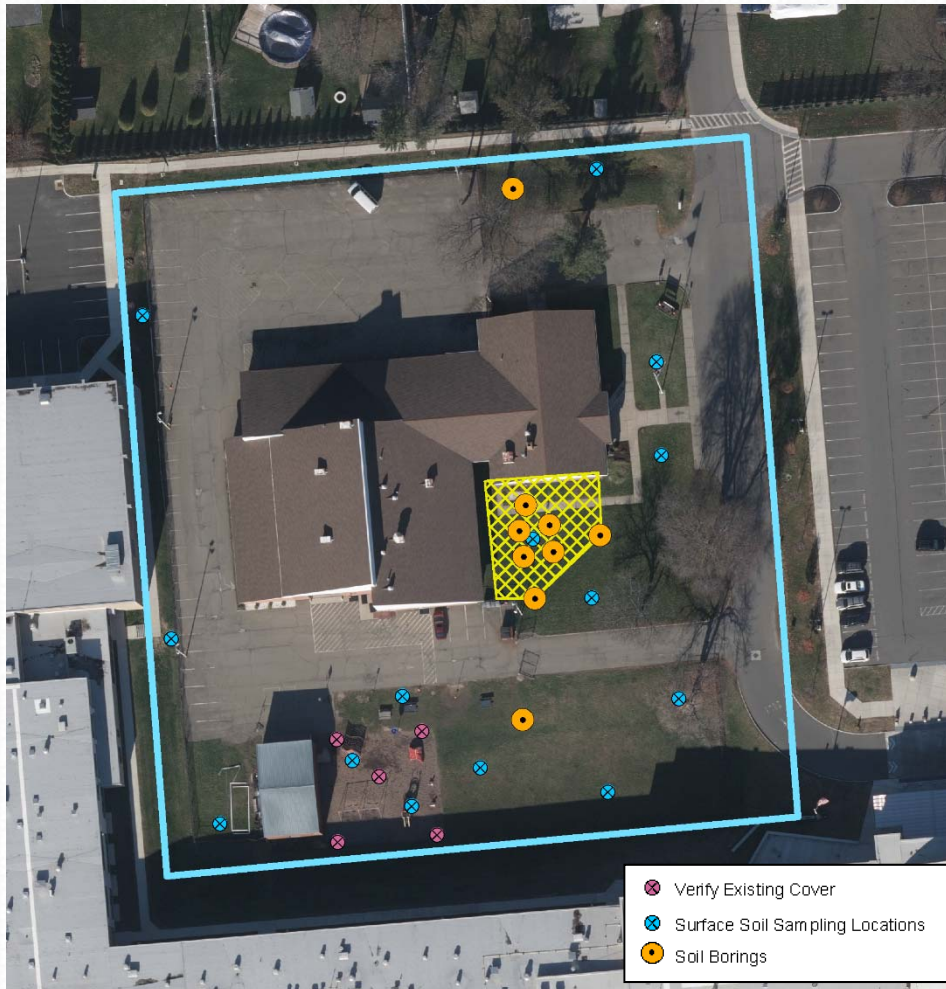 Verify Existing Cover
Surface Soil Sampling Locations
Soil Borings